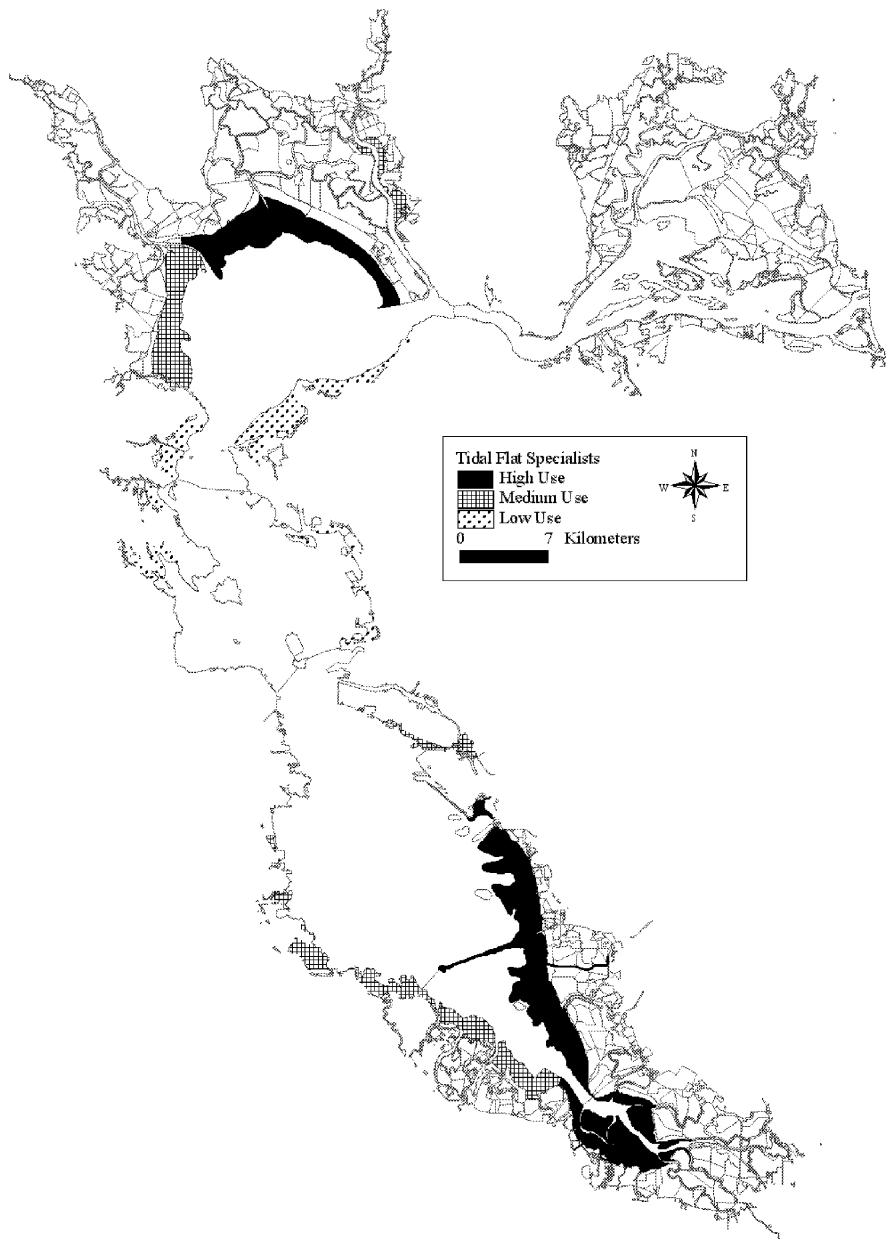 Tidal Flat Specialists
High Use
Medium Use
Low Use
0 7 Kilometers
N
W E
S